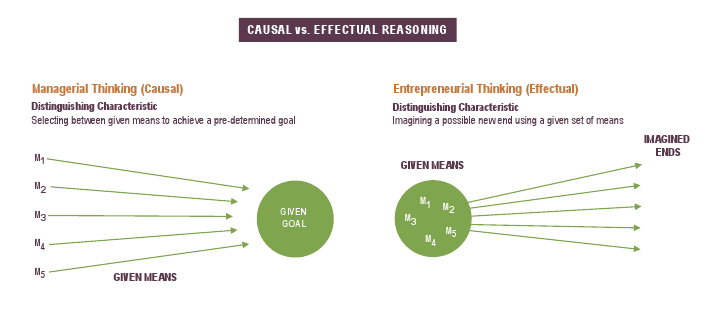 CAUSAL vs. EFFECTUAL REASONING
Managerial Thinking (Causal)
Distinguishing Characteristic
Selecting between given means to achieve a pre-determined goal
M1
M2
M3
M4
M5
GIVEN MEANS
GIVEN
GOAL
Entrepreneurial Thinking (Effectual)
Distinguishing Characteristic
Imagining a possible new end using a given set of means
IMAGINED
ENDS
GIVEN MEANS
M1
M2
M3
M5
M4